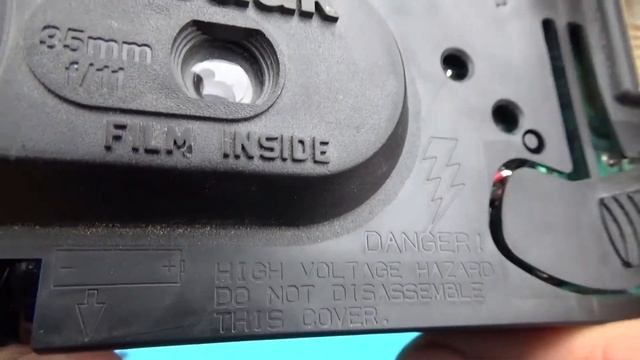 35mm
f/11
FILM INSIDE
DANGER!
- +
HIGH VOLTAGE HAZARD
DO NOT DISASSEMBLE
THIS COVER.